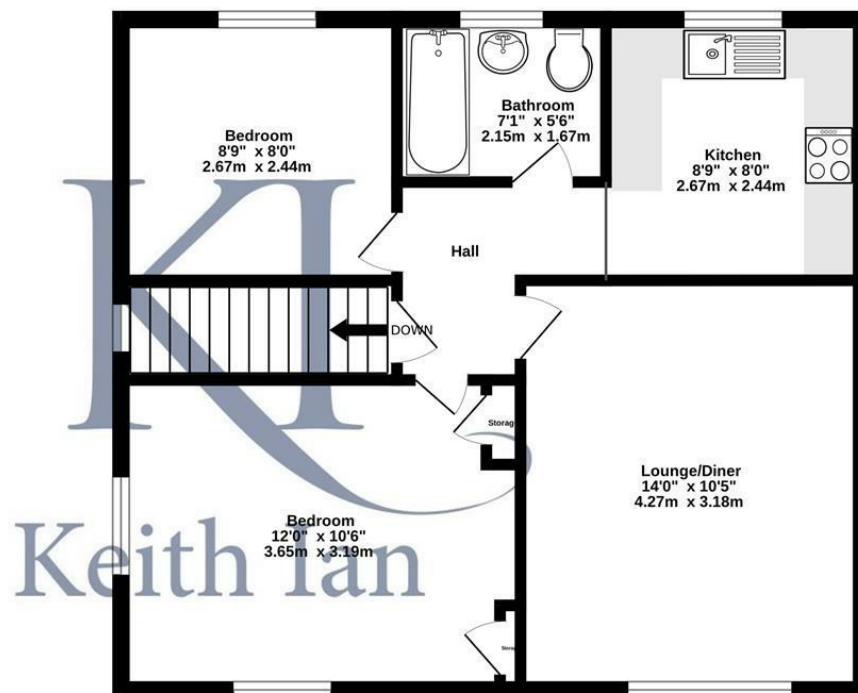 Bedroom
8'9" x 8'0"
2.67m x 2.44m
Bathroom
7'1" x 5'6"
2.15m x 1.67m
Kitchen
8'9" x 8'0"
2.67m x 2.44m
Hall
DOWN
Storage
Lounge/Diner
14'0" x 10'5"
4.27m x 3.18m
Bedroom
12'0" x 10'6"
3.65m x 3.19m
Storage
KI
Keith Ian